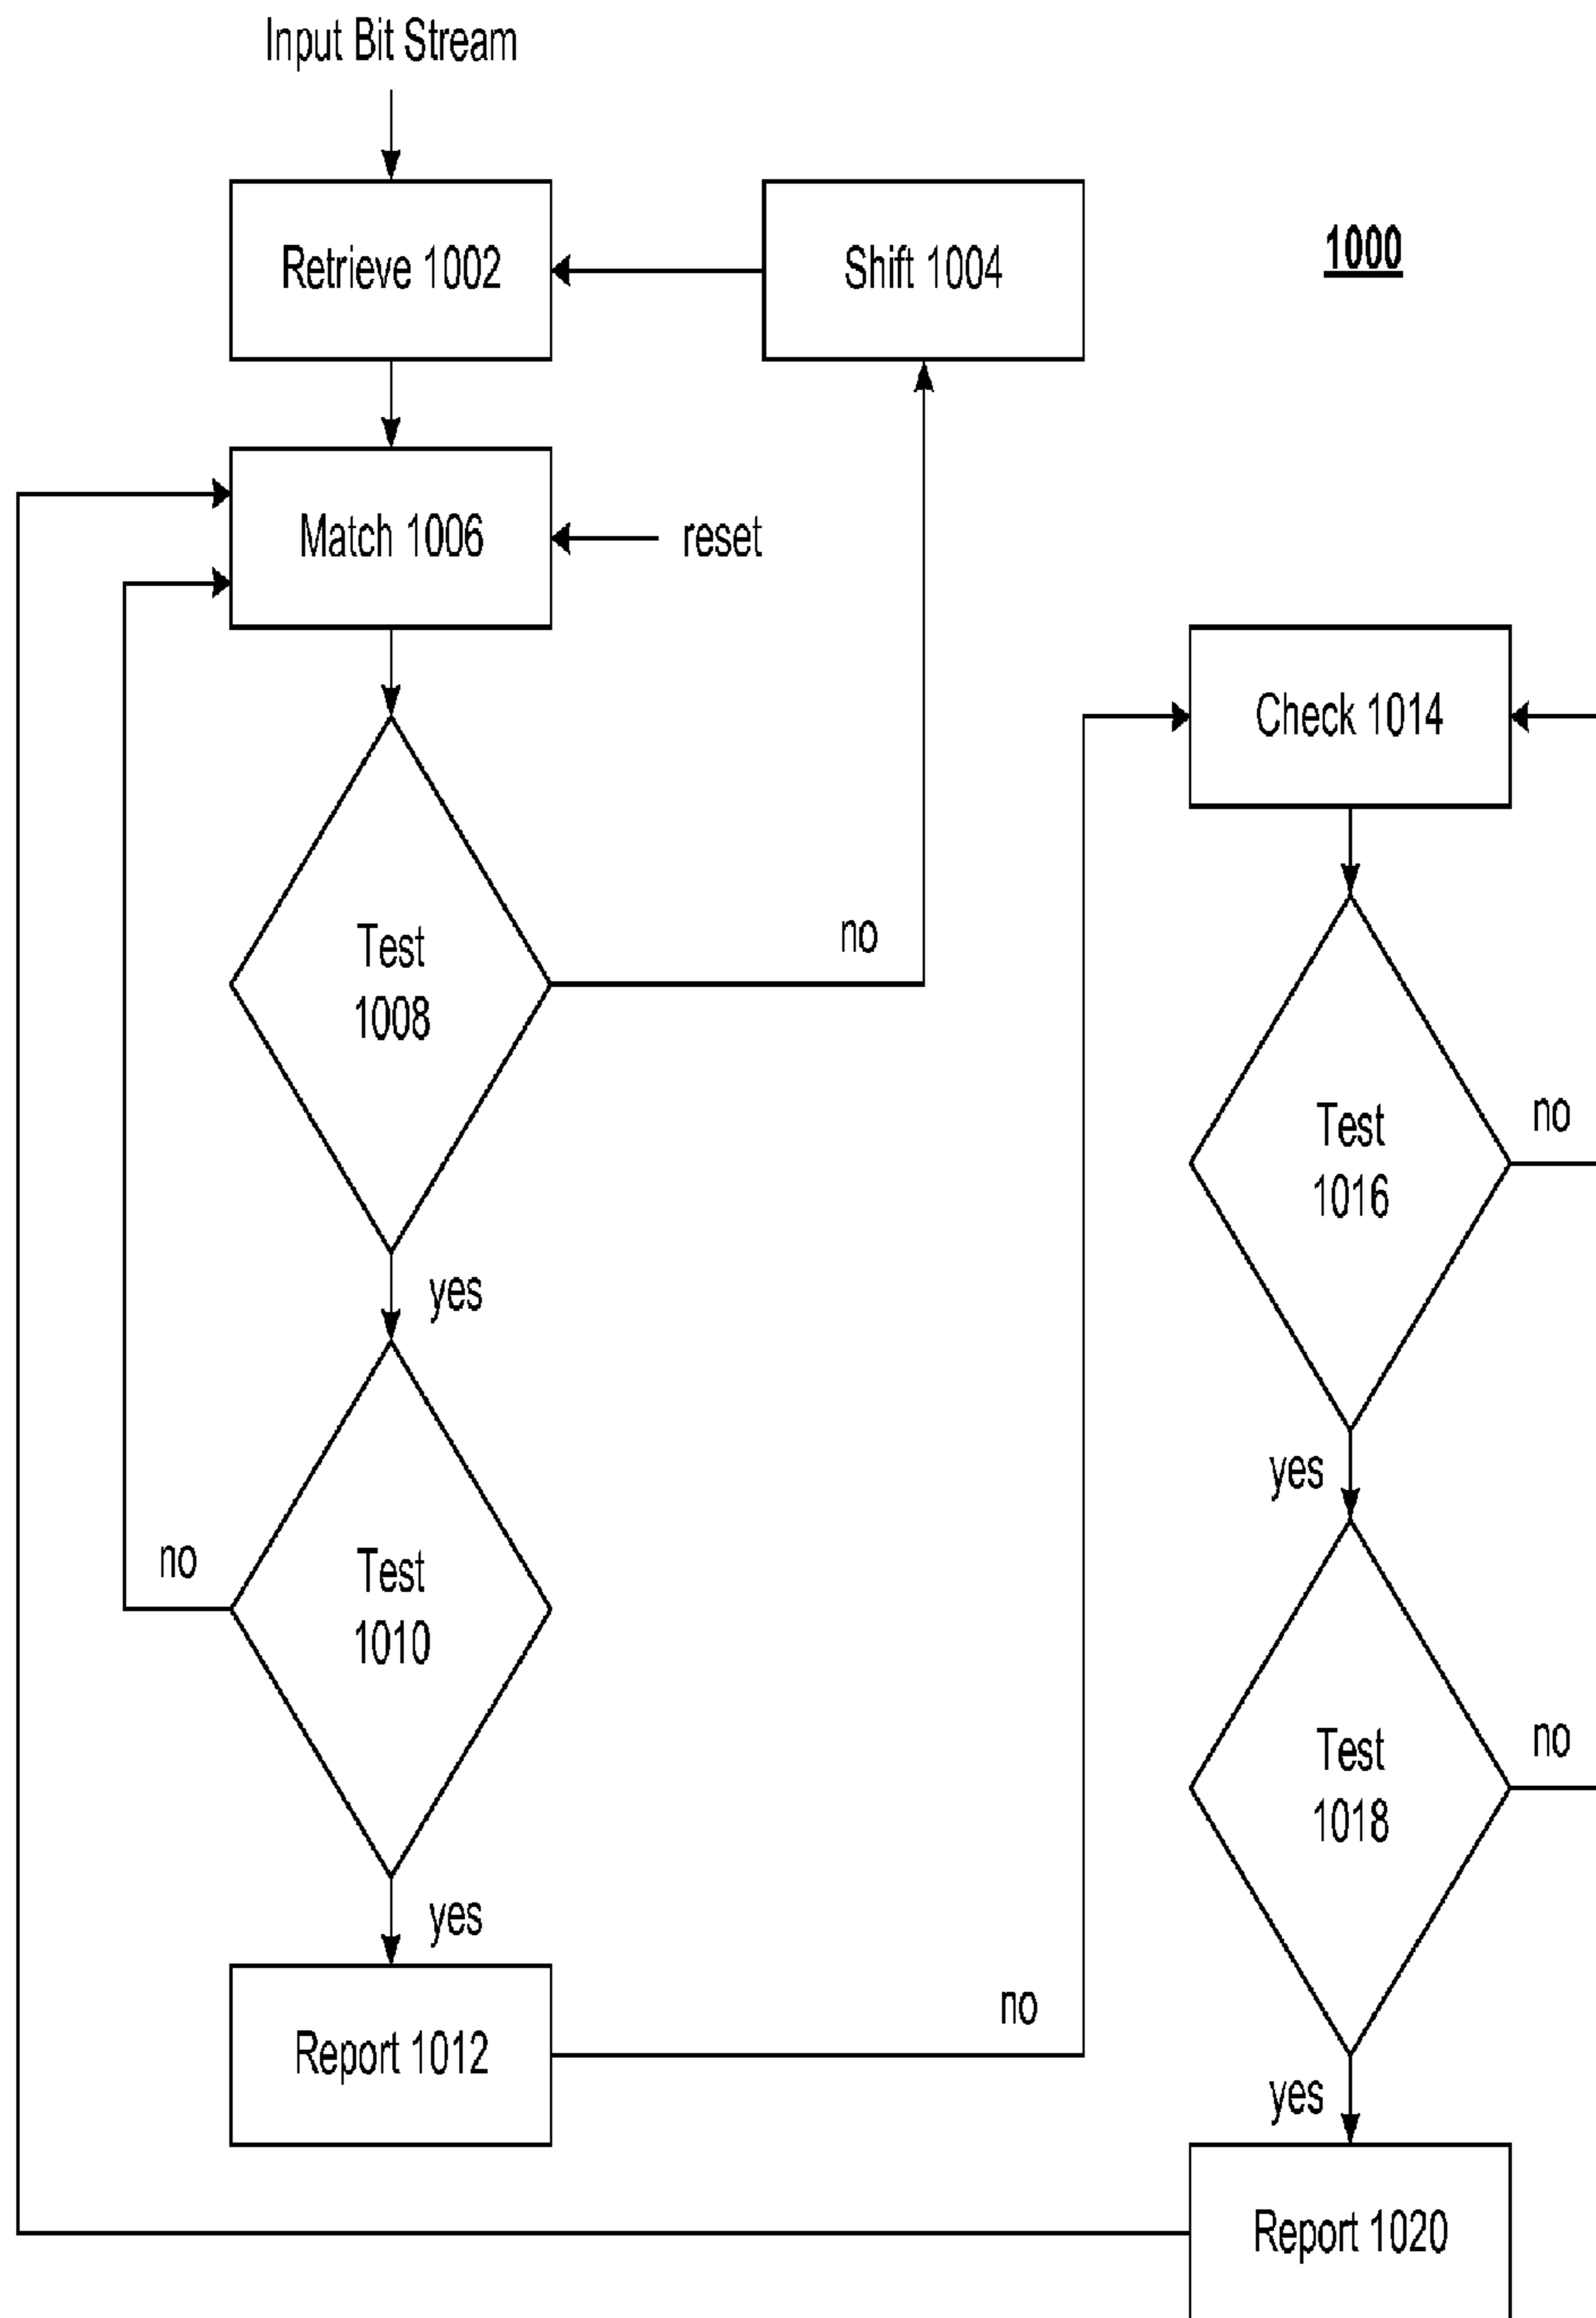 Input Bit Stream
Retrieve 1002
Shift 1004
1000
Match 1006
reset
Check 1014
Test
1008
no
Test
1016
no
yes
yes
Test
1010
no
Test
1018
no
yes
Report 1012
no
yes
Report 1020